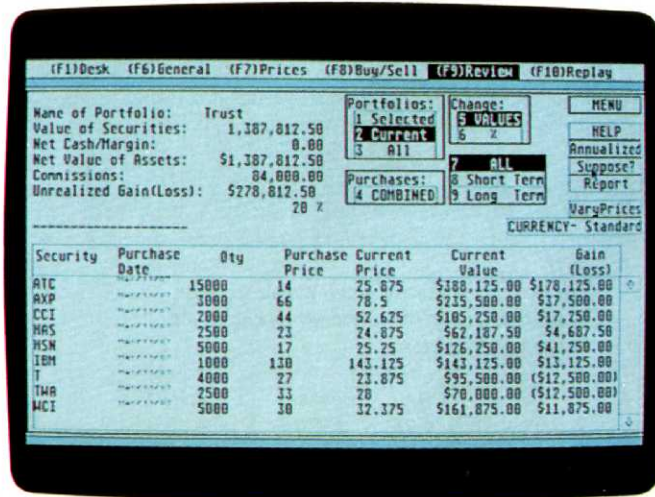 (F1)Desk (F6)General (F7)Prices (F8)Buy/Sell (F9)Review (F10)Replay
Name of Portfolio: Trust
Value of Securities: 1,387,812.50
Net Cash/Margin: 0.00
Net Value of Assets: $1,387,812.50
Commissions: 84,000.00
Unrealized Gain(Loss): $278,812.50
20 %
Portfolios:
1 Selected
2 Current
3 All
Purchases:
4 COMBINED
Change:
5 VALUES
6 %
7 ALL
8 Short Term
9 Long Term
MENU
HELP
Annualized
Suppose?
Report
VaryPrices
CURRENCY- Standard
Security Purchase Date Qty Purchase Price Current Price Current Value Gain (Loss)
ATC 15000 14 25.875 $388,125.00 $178,125.00
AXP 3000 66 78.5 $235,500.00 $37,500.00
CCI 2000 44 52.625 $105,250.00 $17,250.00
HAS 2500 23 24.875 $62,187.50 $4,687.50
MSN 5000 17 25.25 $126,250.00 $41,250.00
IBM 1000 130 143.125 $143,125.00 $13,125.00
T 4000 27 23.875 $95,500.00 ($12,500.00)
TWA 2500 33 28 $70,000.00 ($12,500.00)
MCI 5000 30 32.375 $161,875.00 $11,875.00